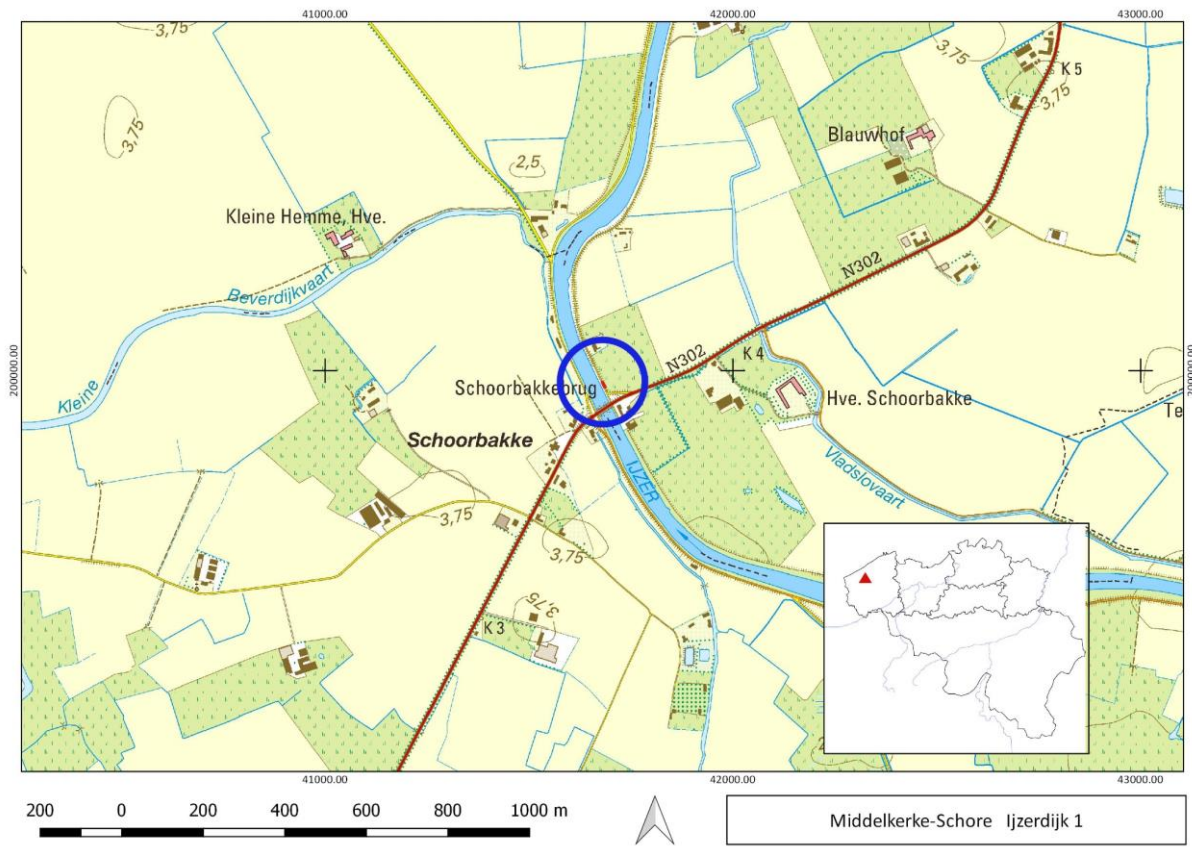 41000.00
42000.00
43000.00
3,75
3,75
3,75
K 5
3,75
Blauwhof
2,5
Kleine Hemme, Hve.
N302
Beverdijkvaart
Kleine
200000.00
N302
K 4
200000.00
Schoorbakkebrug
Hve. Schoorbakke
Te
Schoorbakke
IJZER
Vladslovaart
3,75
3,75
3,75
K 3
41000.00
42000.00
43000.00
200 0 200 400 600 800 1000 m
Middelkerke-Schore Ijzerdijk 1